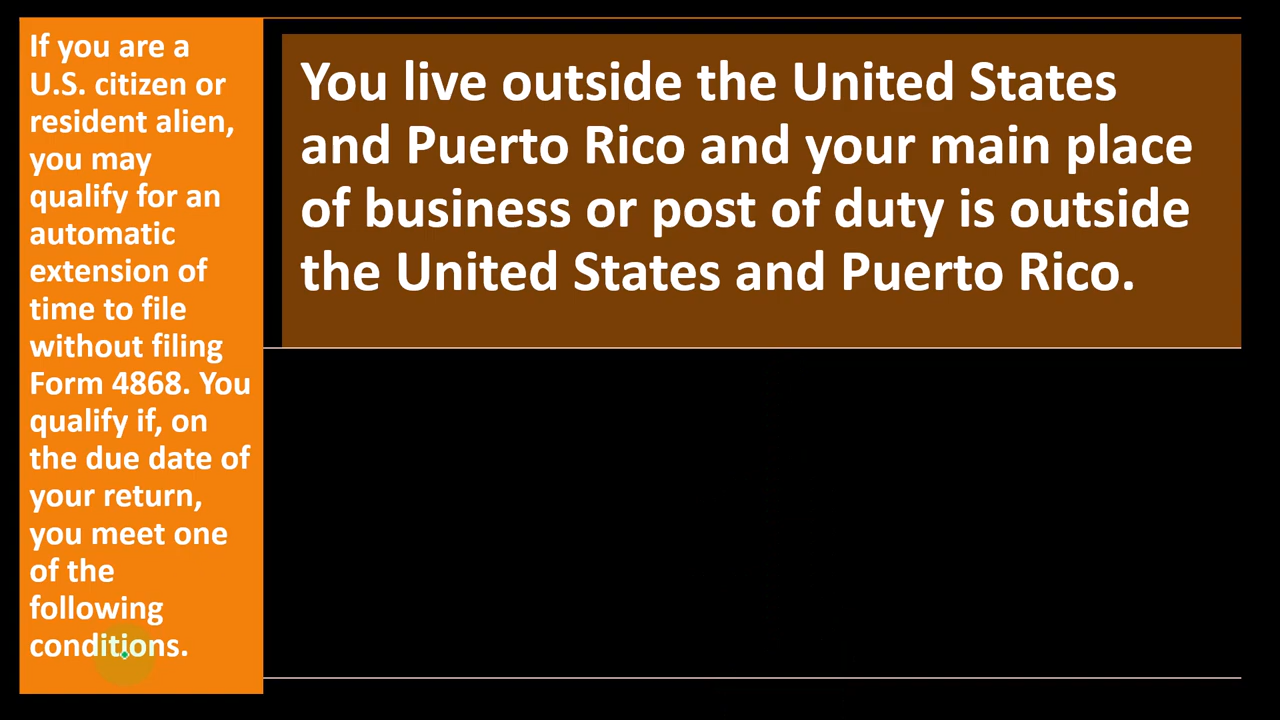 If you are a
U.S. citizen or
resident alien,
you may
qualify for an
automatic
extension of
time to file
without filing
Form 4868. You
qualify if, on
the due date of
your return,
you meet one
of the
following
conditions.
You live outside the United States
and Puerto Rico and your main place
of business or post of duty is outside
the United States and Puerto Rico.